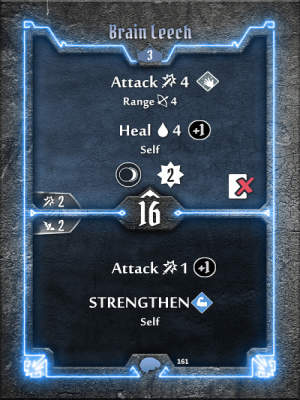 Brain Leech
3
Attack 4
Range 4
Heal 4 +1
Self
2
2
16
2
Attack 1 +1
STRENGTHEN
Self
161